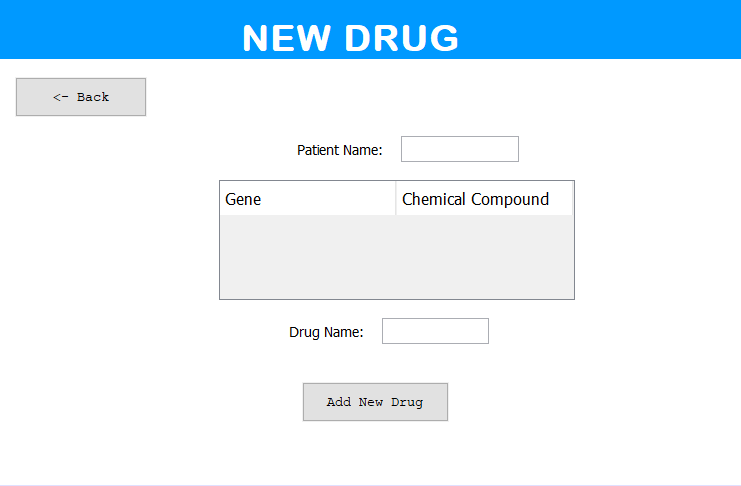 NEW DRUG
<- Back
Patient Name:
Gene Chemical Compound
Drug Name:
Add New Drug